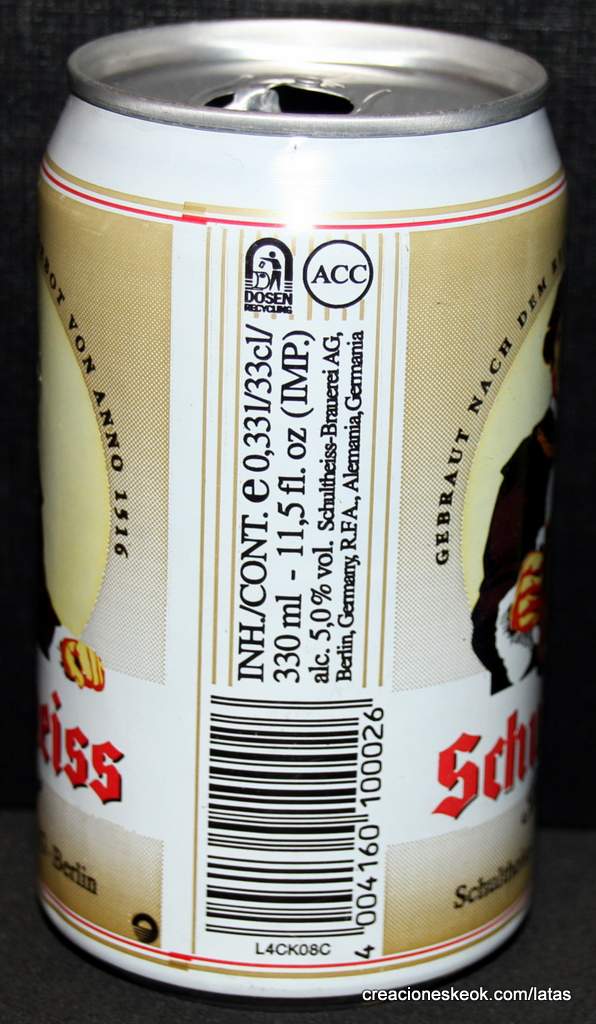 DOSEN
RECYCLING
ACC
INH./CONT. e 0,33l/33cl/
330 ml - 11,5 fl. oz (IMP.)
alc. 5,0% vol. Schultheiss-Brauerei AG,
Berlin, Germany, R.F.A., Alemania, Germania
4 004160 100026
L4CK08C
VON ANNO 1516
eiss
Berlin
GEBRAUT NACH DEM
Schu
creacioneskeok.com/latas